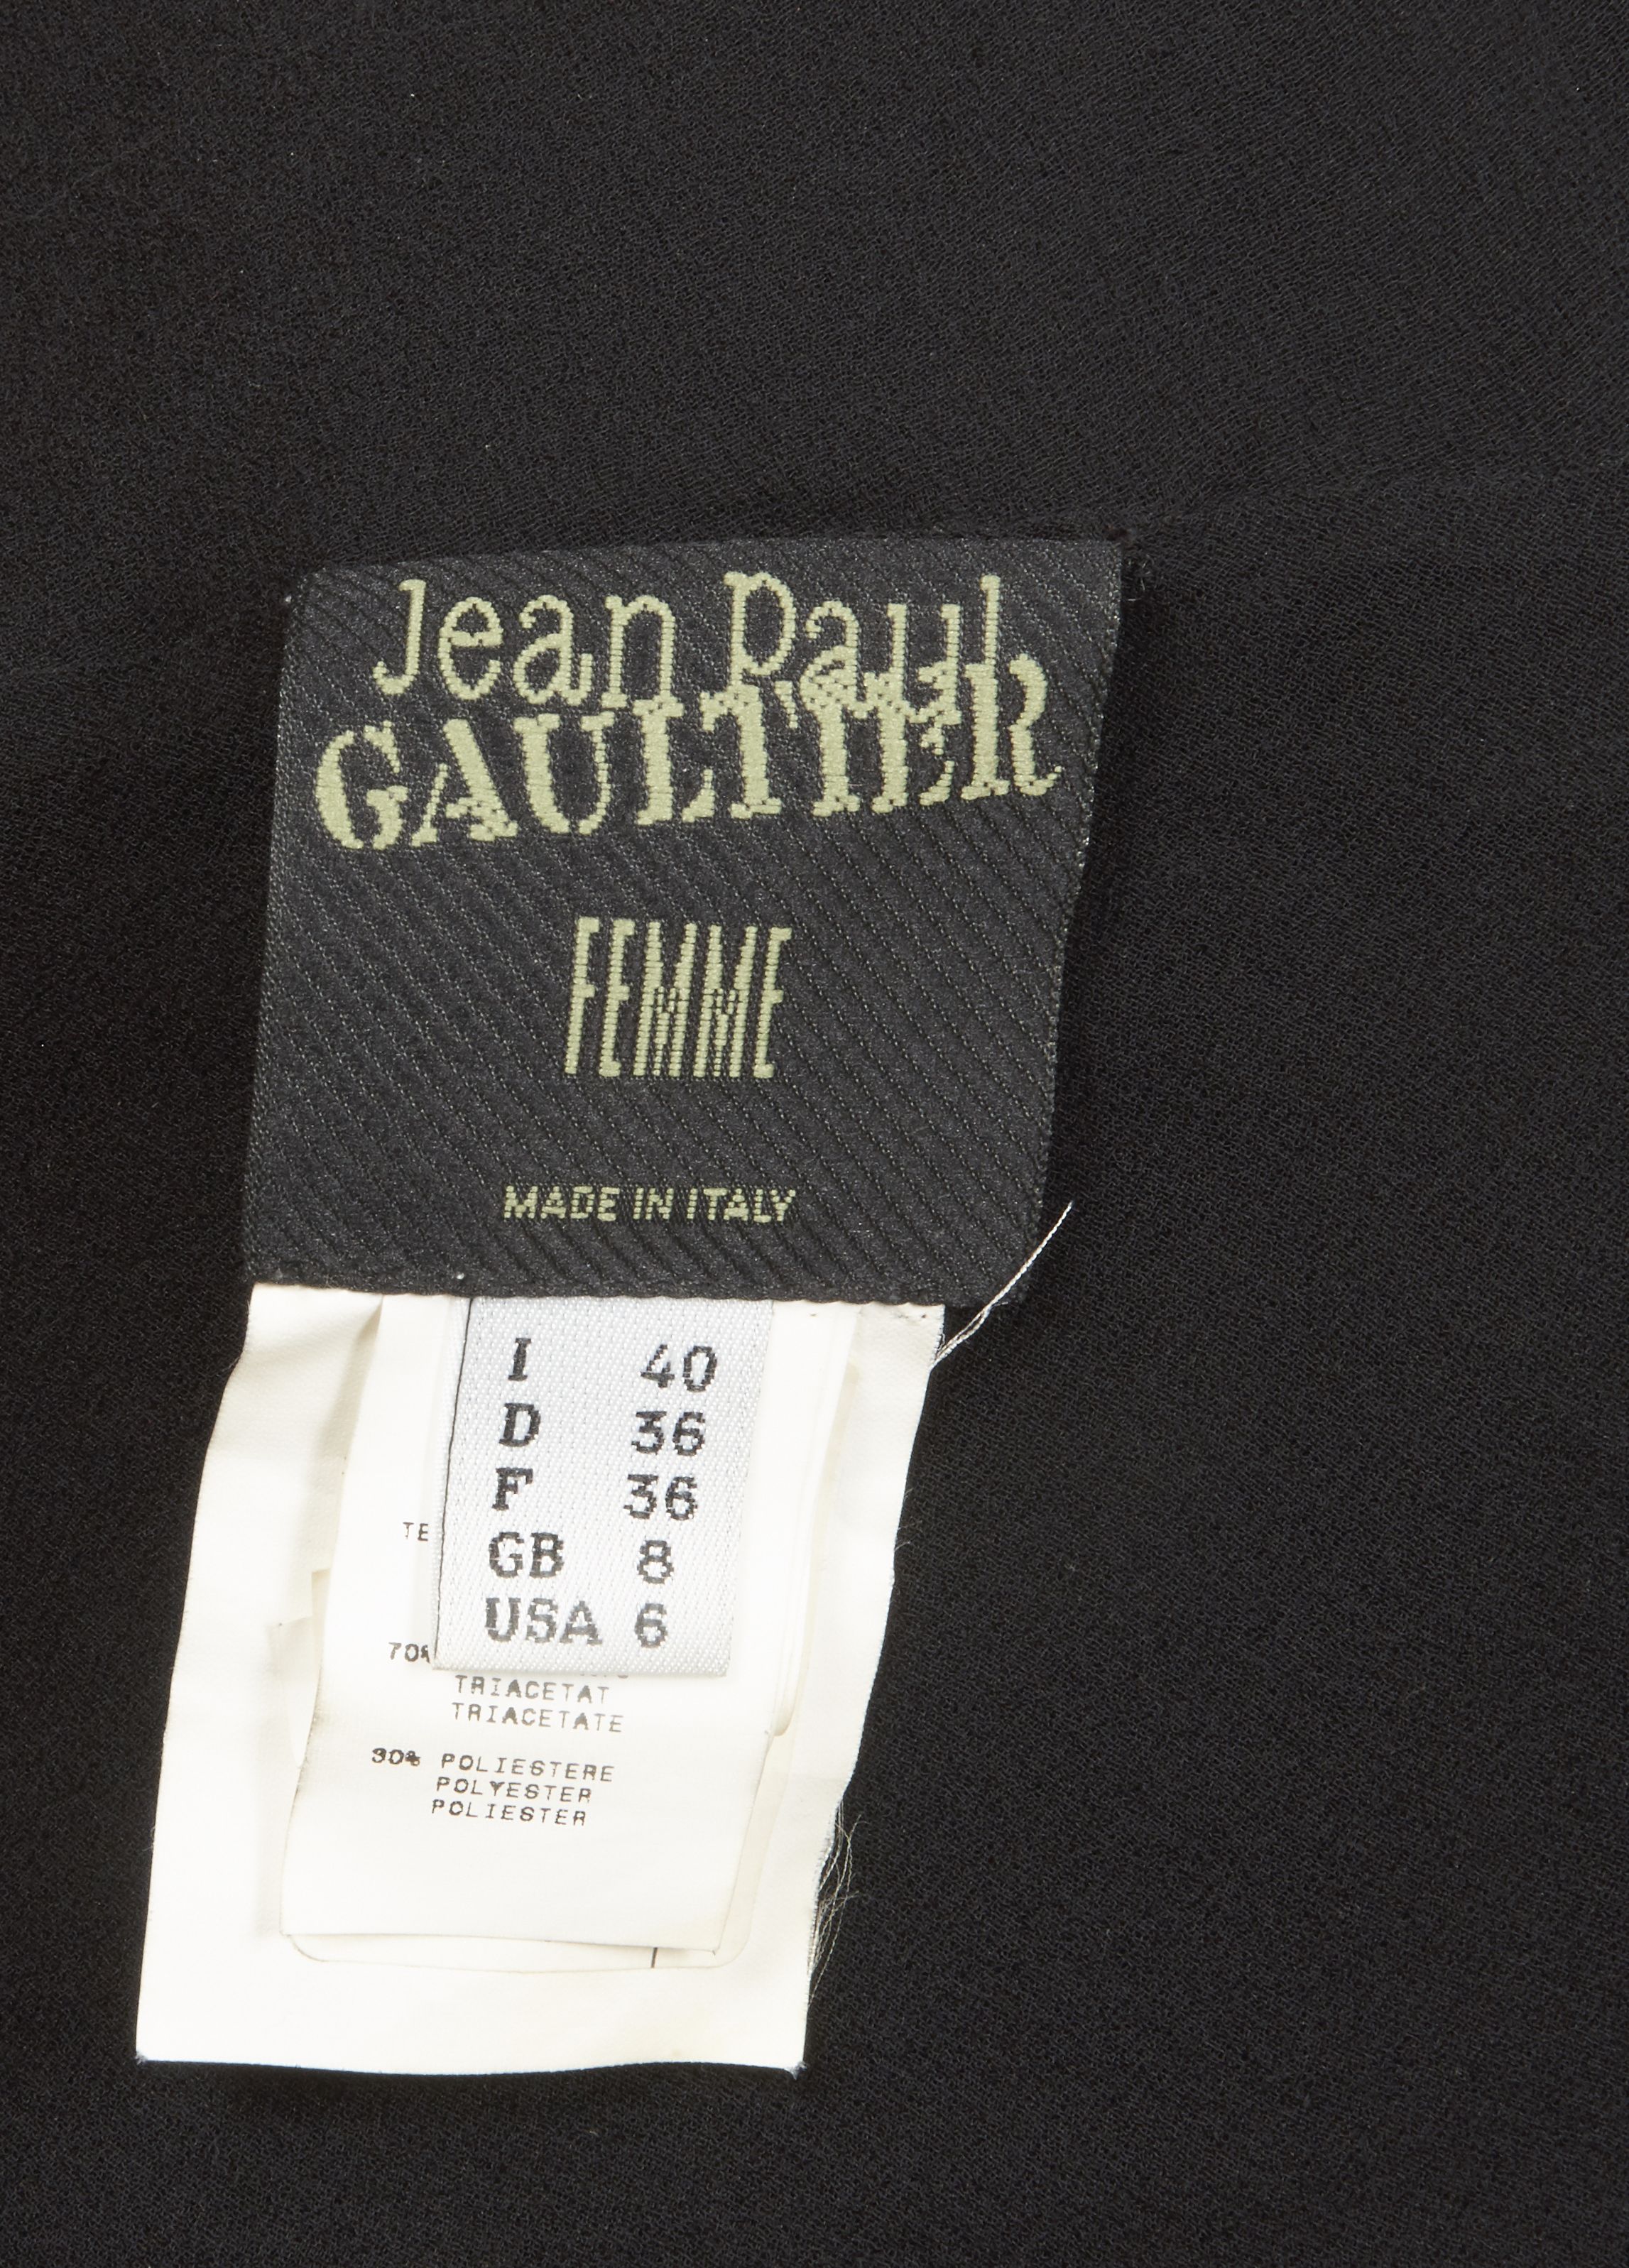 Jean Paul
GAULTIER
FEMME
MADE IN ITALY
I 40
D 36
F 36
GB 8
USA 6
70%
TRIACETAT
TRIACETATE
30% POLIESTERE
POLYESTER
POLIESTER